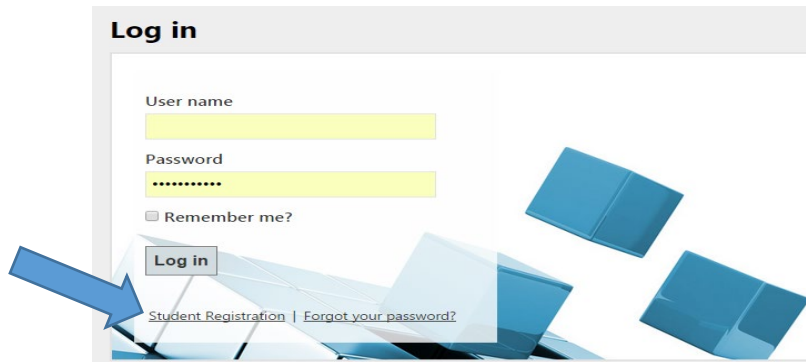 Log in
User name
Password
•••••••••••
Remember me?
Log in
Student Registration | Forgot your password?